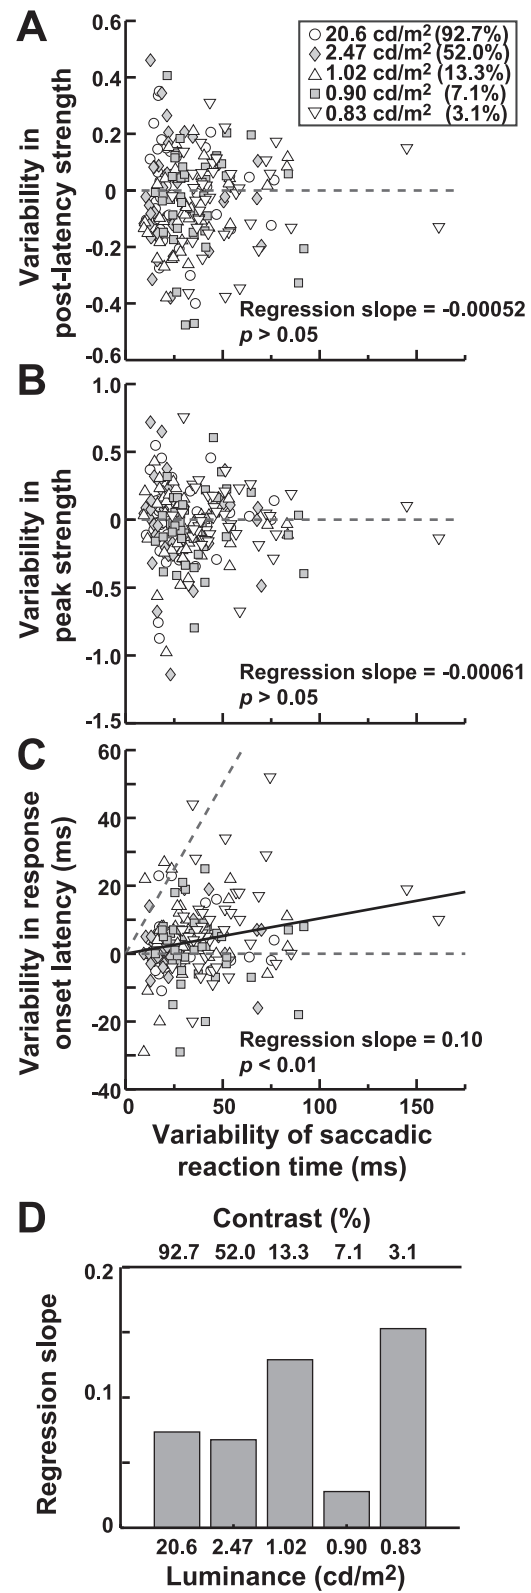 A
○ 20.6 cd/m² (92.7%)
◆ 2.47 cd/m² (52.0%)
△ 1.02 cd/m² (13.3%)
■ 0.90 cd/m² (7.1%)
▽ 0.83 cd/m² (3.1%)
Variability in
post-latency strength
0.6
0.4
0.2
0
-0.2
-0.4
-0.6
Regression slope = -0.00052
p > 0.05
B
Variability in
peak strength
1.0
0.5
0
-0.5
-1.0
-1.5
Regression slope = -0.00061
p > 0.05
C
Variability in response
onset latency (ms)
60
40
20
0
-20
-40
Regression slope = 0.10
p < 0.01
0 50 100 150
Variability of saccadic
reaction time (ms)
D
Contrast (%)
92.7 52.0 13.3 7.1 3.1
Regression slope
0.2
0.1
0
20.6 2.47 1.02 0.90 0.83
Luminance (cd/m²)